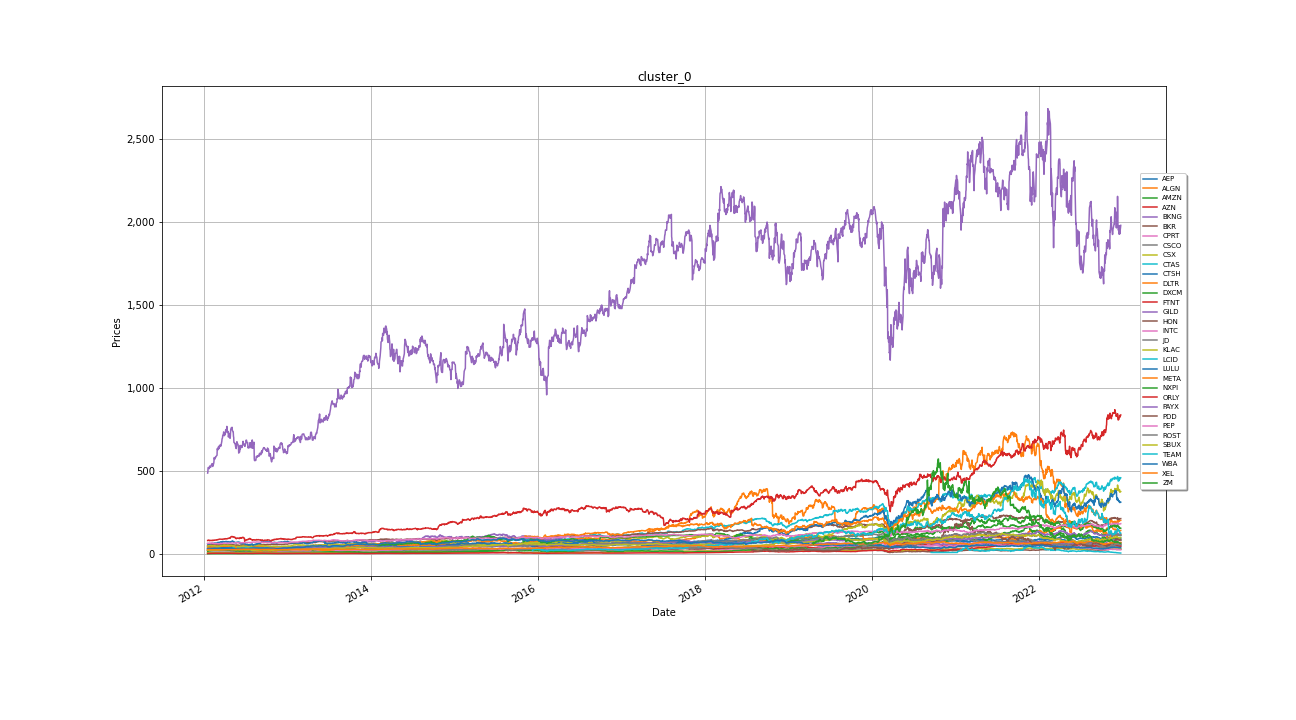 cluster_0
2,500
2,000
1,500
1,000
500
0
Prices
2012
2014
2016
2018
2020
2022
Date
AEP
ALGN
AMZN
AZN
BKNG
BKR
CPRT
CSCO
CSX
CTAS
CTSH
DLTR
DXCM
FTNT
GILD
HON
INTC
JD
KLAC
LCID
LULU
META
NXPI
ORLY
PAYX
PDD
PEP
ROST
SBUX
TEAM
WBA
XEL
ZM